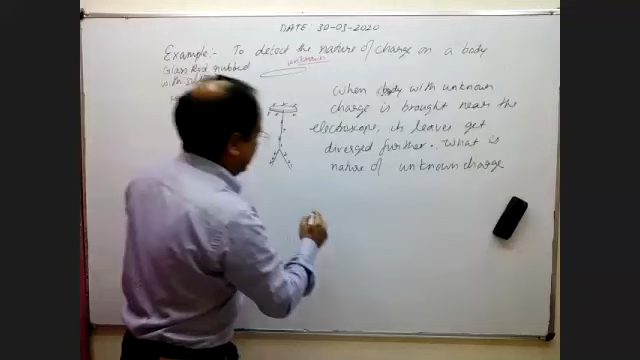 DATE: 30-03-2020
Example:- To detect the nature of charge on a body
unknown
Glass Rod rubbed
with
When body with unknown
charge is brought near the
electroscope, its leaves get
diverged further. What is
nature of unknown charge